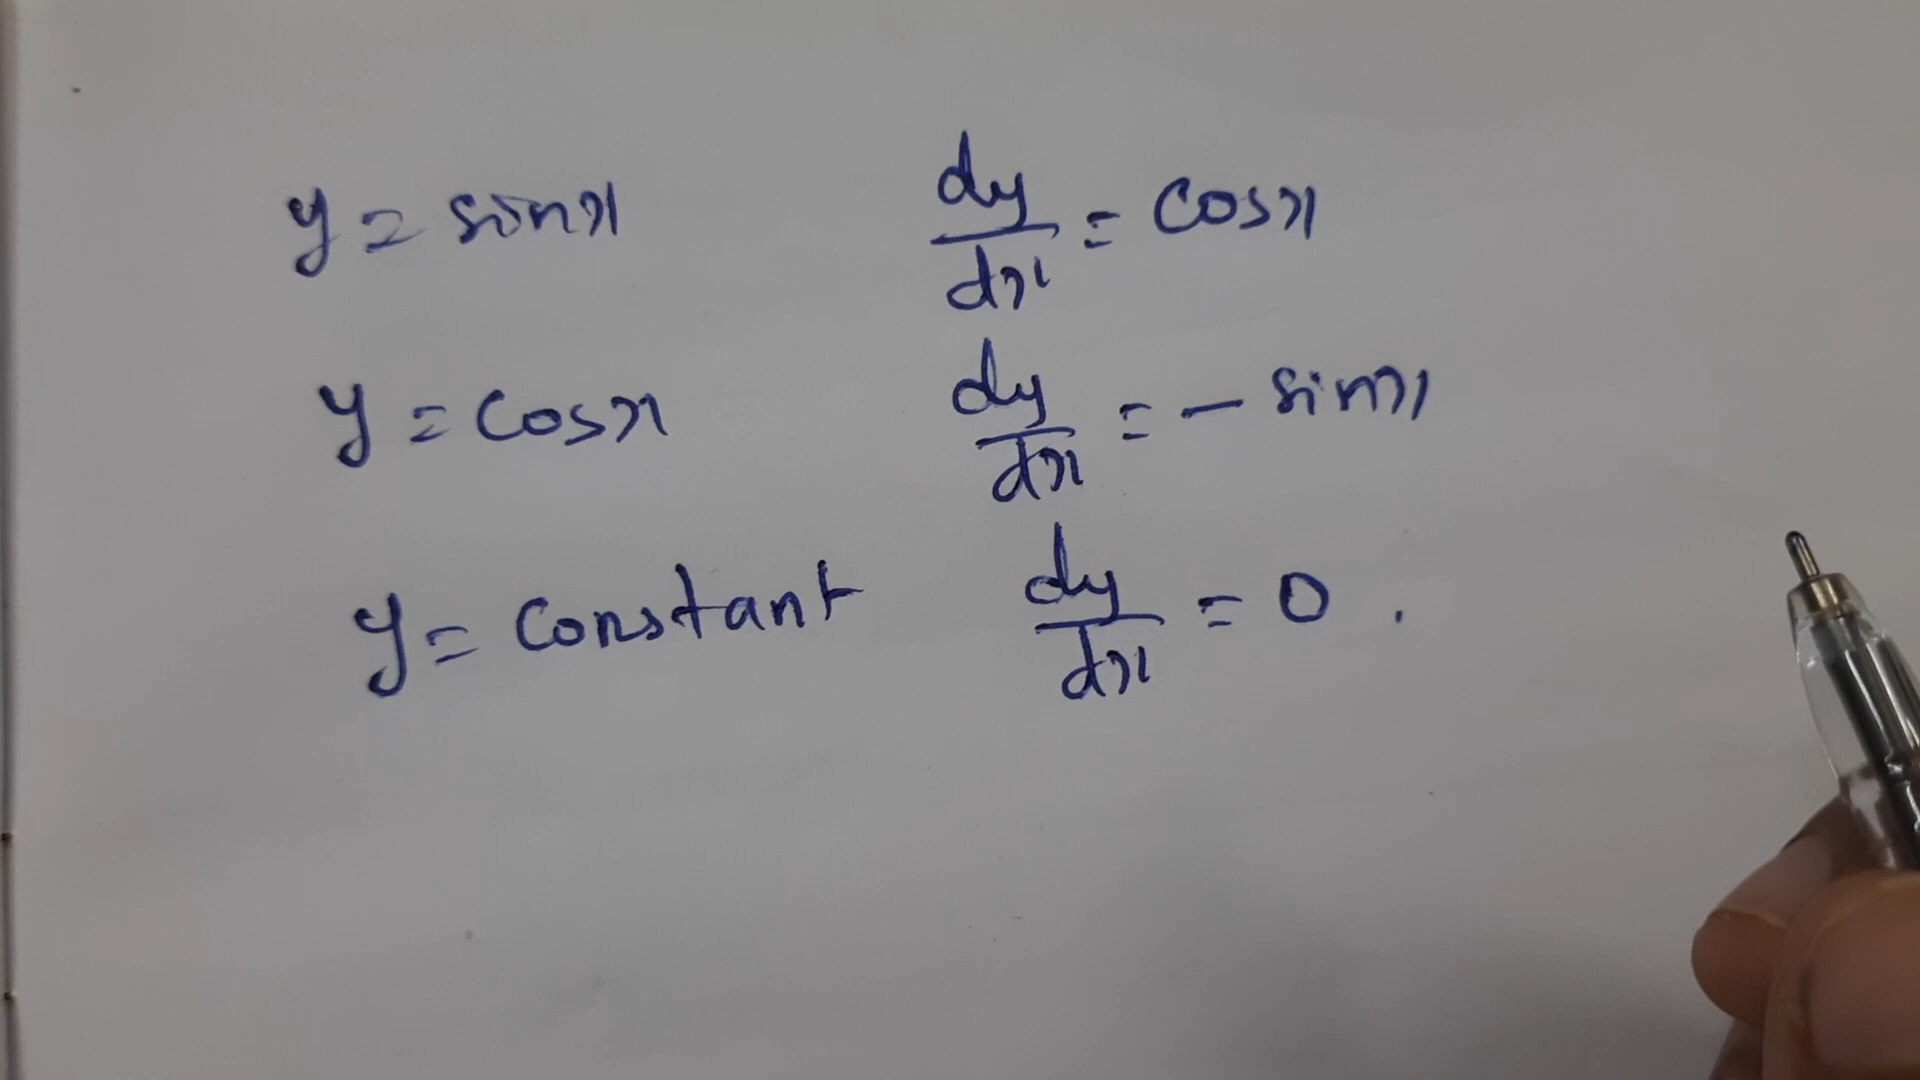 y = sinx dy/dx = cosx
y = cosx dy/dx = - sinx
y = constant dy/dx = 0 .